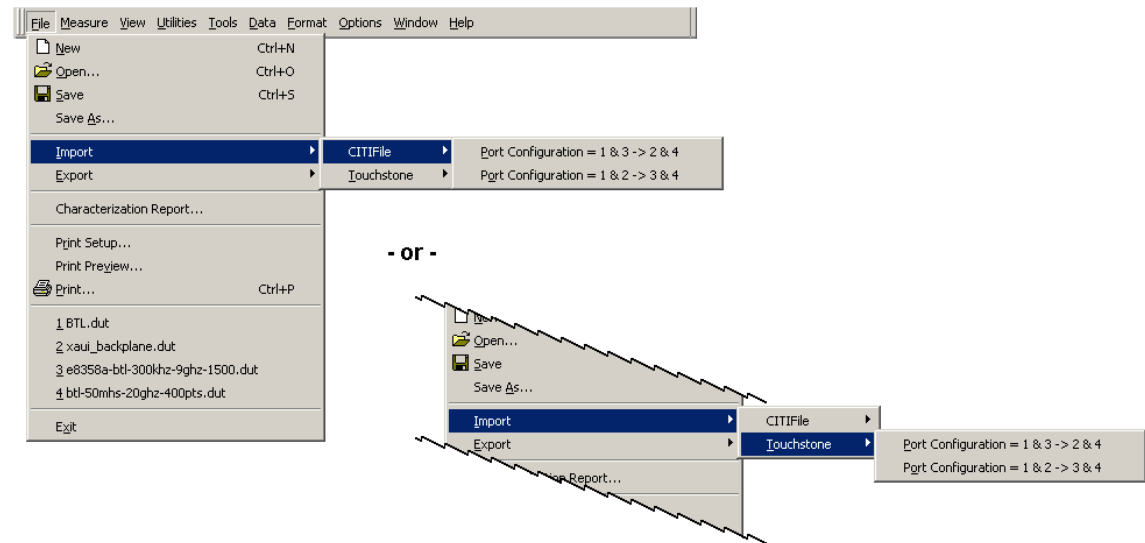 File Measure View Utilities Tools Data Format Options Window Help
New Ctrl+N
Open... Ctrl+O
Save Ctrl+S
Save As...
Import CITIFile Port Configuration = 1 & 3 -> 2 & 4
Export Touchstone Port Configuration = 1 & 2 -> 3 & 4
Characterization Report...
Print Setup...
Print Preview...
Print... Ctrl+P
1 BTL.dut
2 xaui_backplane.dut
3 e8358a-btl-300khz-9ghz-1500.dut
4 btl-50mhs-20ghz-400pts.dut
Exit
- or -
New
Open...
Save
Save As...
Import CITIFile
Export Touchstone Port Configuration = 1 & 3 -> 2 & 4
Port Configuration = 1 & 2 -> 3 & 4
Report...